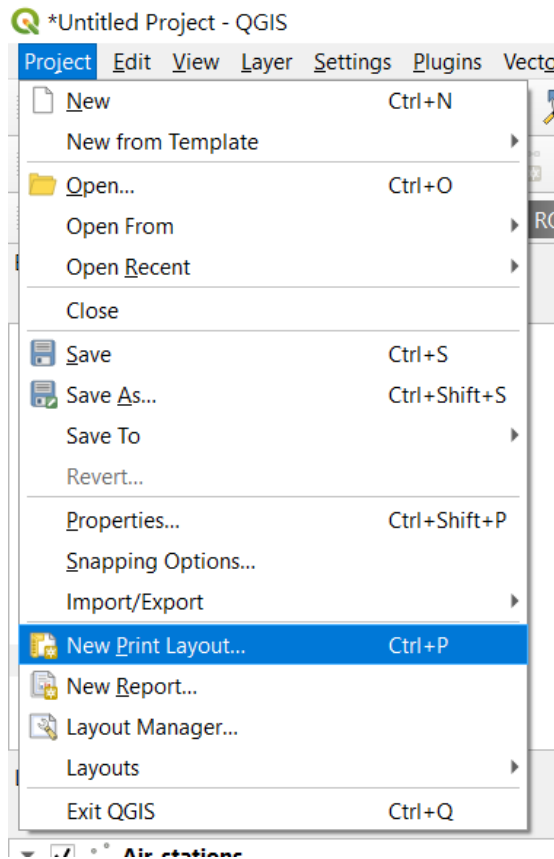 *Untitled Project - QGIS
Project Edit View Layer Settings Plugins
New Ctrl+N
New from Template
Open... Ctrl+O
Open From
Open Recent
Close
Save Ctrl+S
Save As... Ctrl+Shift+S
Save To
Revert...
Properties... Ctrl+Shift+P
Snapping Options...
Import/Export
New Print Layout... Ctrl+P
New Report...
Layout Manager...
Layouts
Exit QGIS Ctrl+Q
Air stations